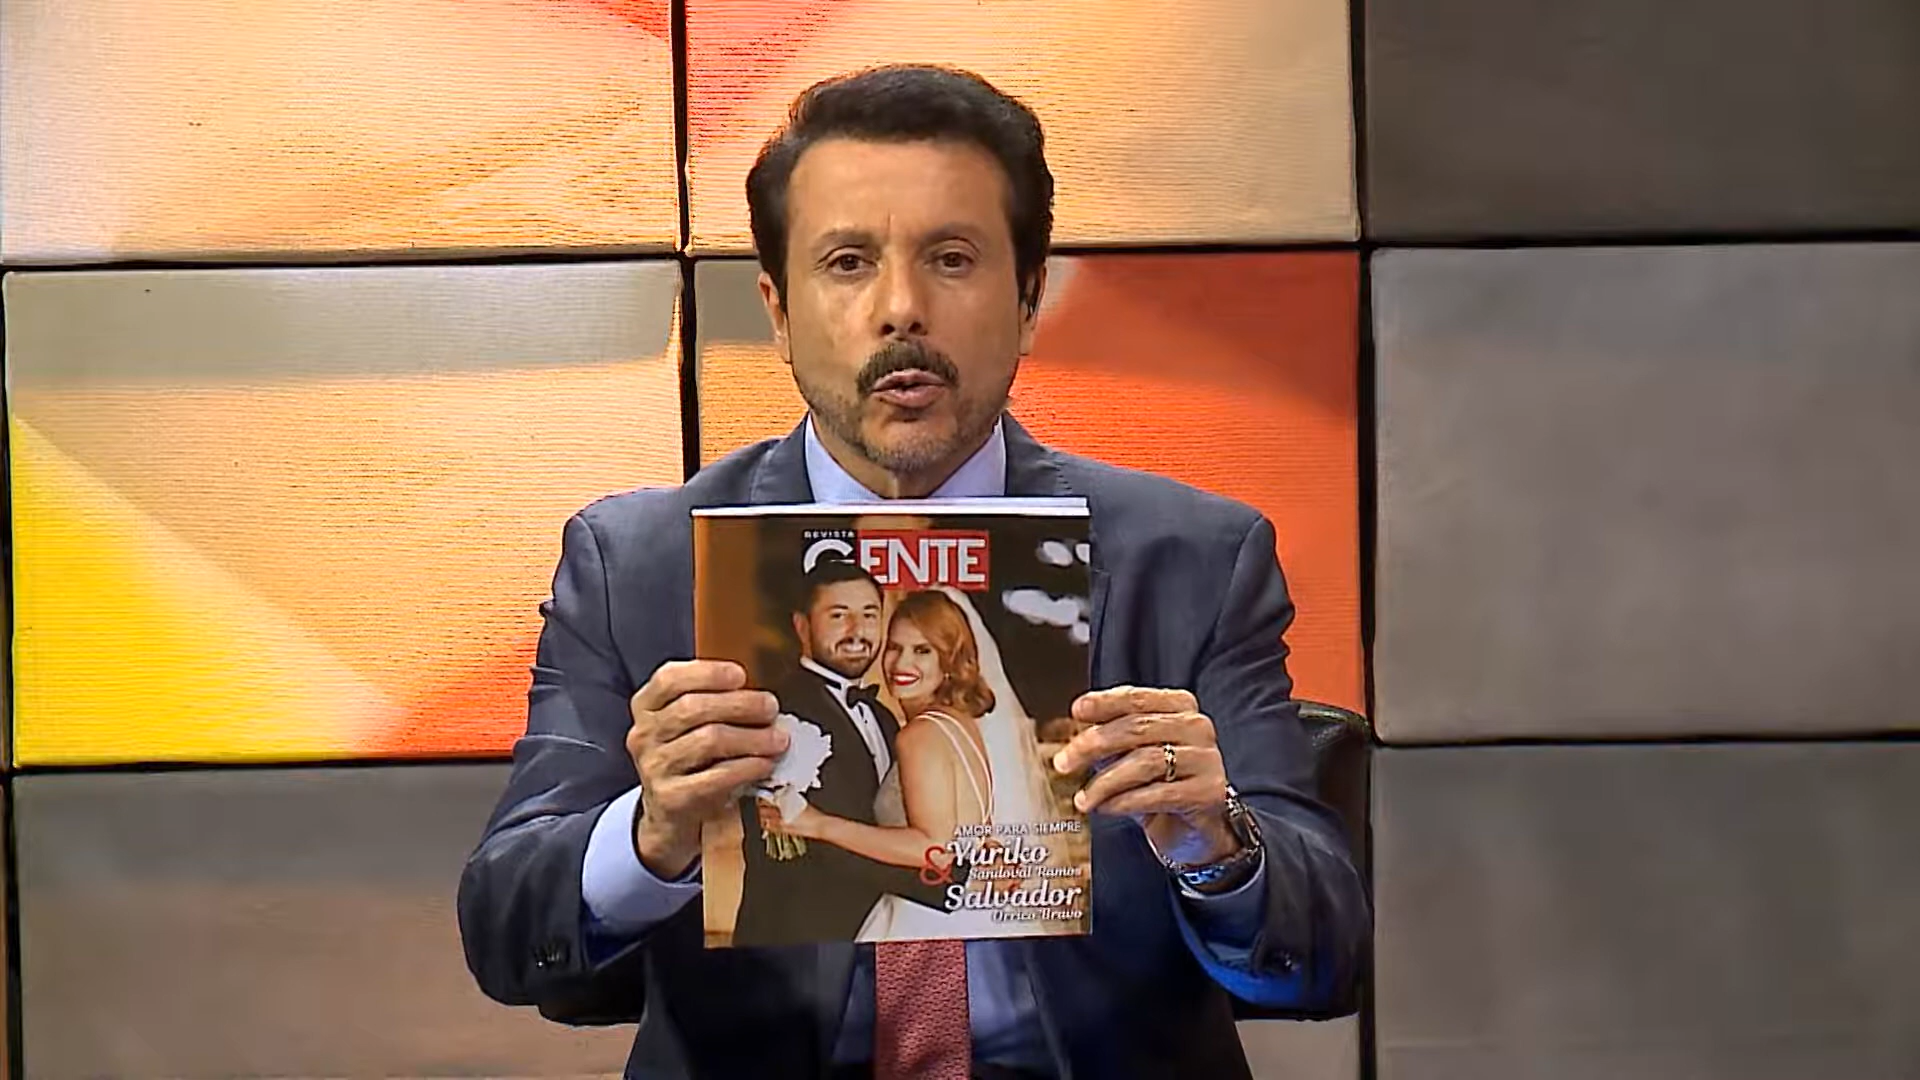 REVISTA
GENTE
AMOR PARA SIEMPRE
Yuriko
Sandoval Ramos
& Salvador
Orrico Bravo